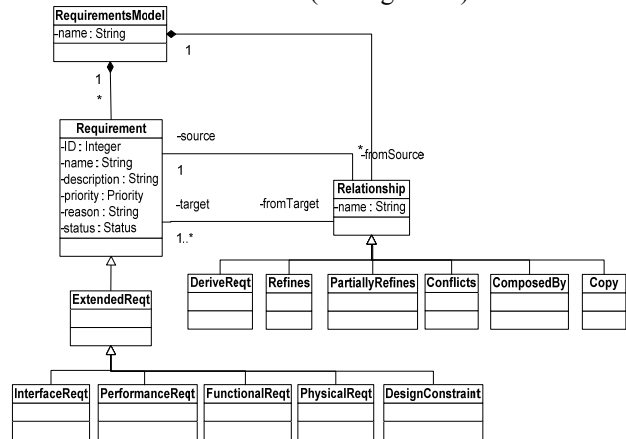 RequirementsModel
-name : String
1
1
*
Requirement
-ID : Integer
-name : String
-description : String
-priority : Priority
-reason : String
-status : Status
-source
1
*
-fromSource
-target
-fromTarget
1..*
Relationship
-name : String
DeriveReqt
Refines
PartiallyRefines
Conflicts
ComposedBy
Copy
ExtendedReqt
InterfaceReqt
PerformanceReqt
FunctionalReqt
PhysicalReqt
DesignConstraint